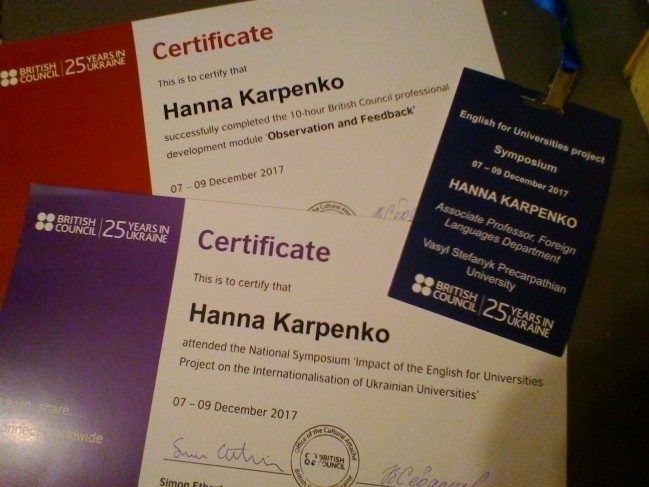 BRITISH COUNCIL
25 YEARS IN UKRAINE
Certificate
This is to certify that
Hanna Karpenko
successfully completed the 10-hour British Council professional
development module 'Observation and Feedback'
07 – 09 December 2017
English for Universities project
Symposium
07 – 09 December 2017
HANNA KARPENKO
Associate Professor, Foreign
Languages Department
Vasyl Stefanyk Precarpathian
University
BRITISH COUNCIL
25 YEARS IN UKRAINE
BRITISH COUNCIL
25 YEARS IN UKRAINE
Certificate
This is to certify that
Hanna Karpenko
attended the National Symposium 'Impact of the English for Universities
Project on the Internationalisation of Ukrainian Universities'
07 – 09 December 2017
share,
worldwide
Office of the Cultural Attaché
BRITISH COUNCIL
Simon